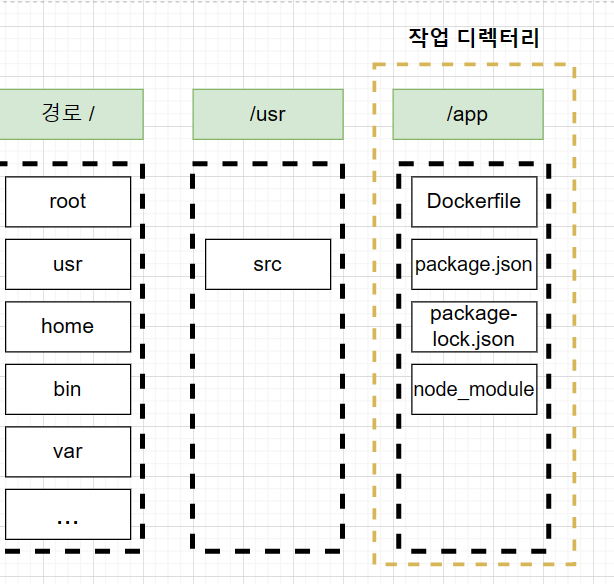 작업 디렉터리
경로 /
root
usr
home
bin
var
...
/usr
src
/app
Dockerfile
package.json
package-
lock.json
node_module